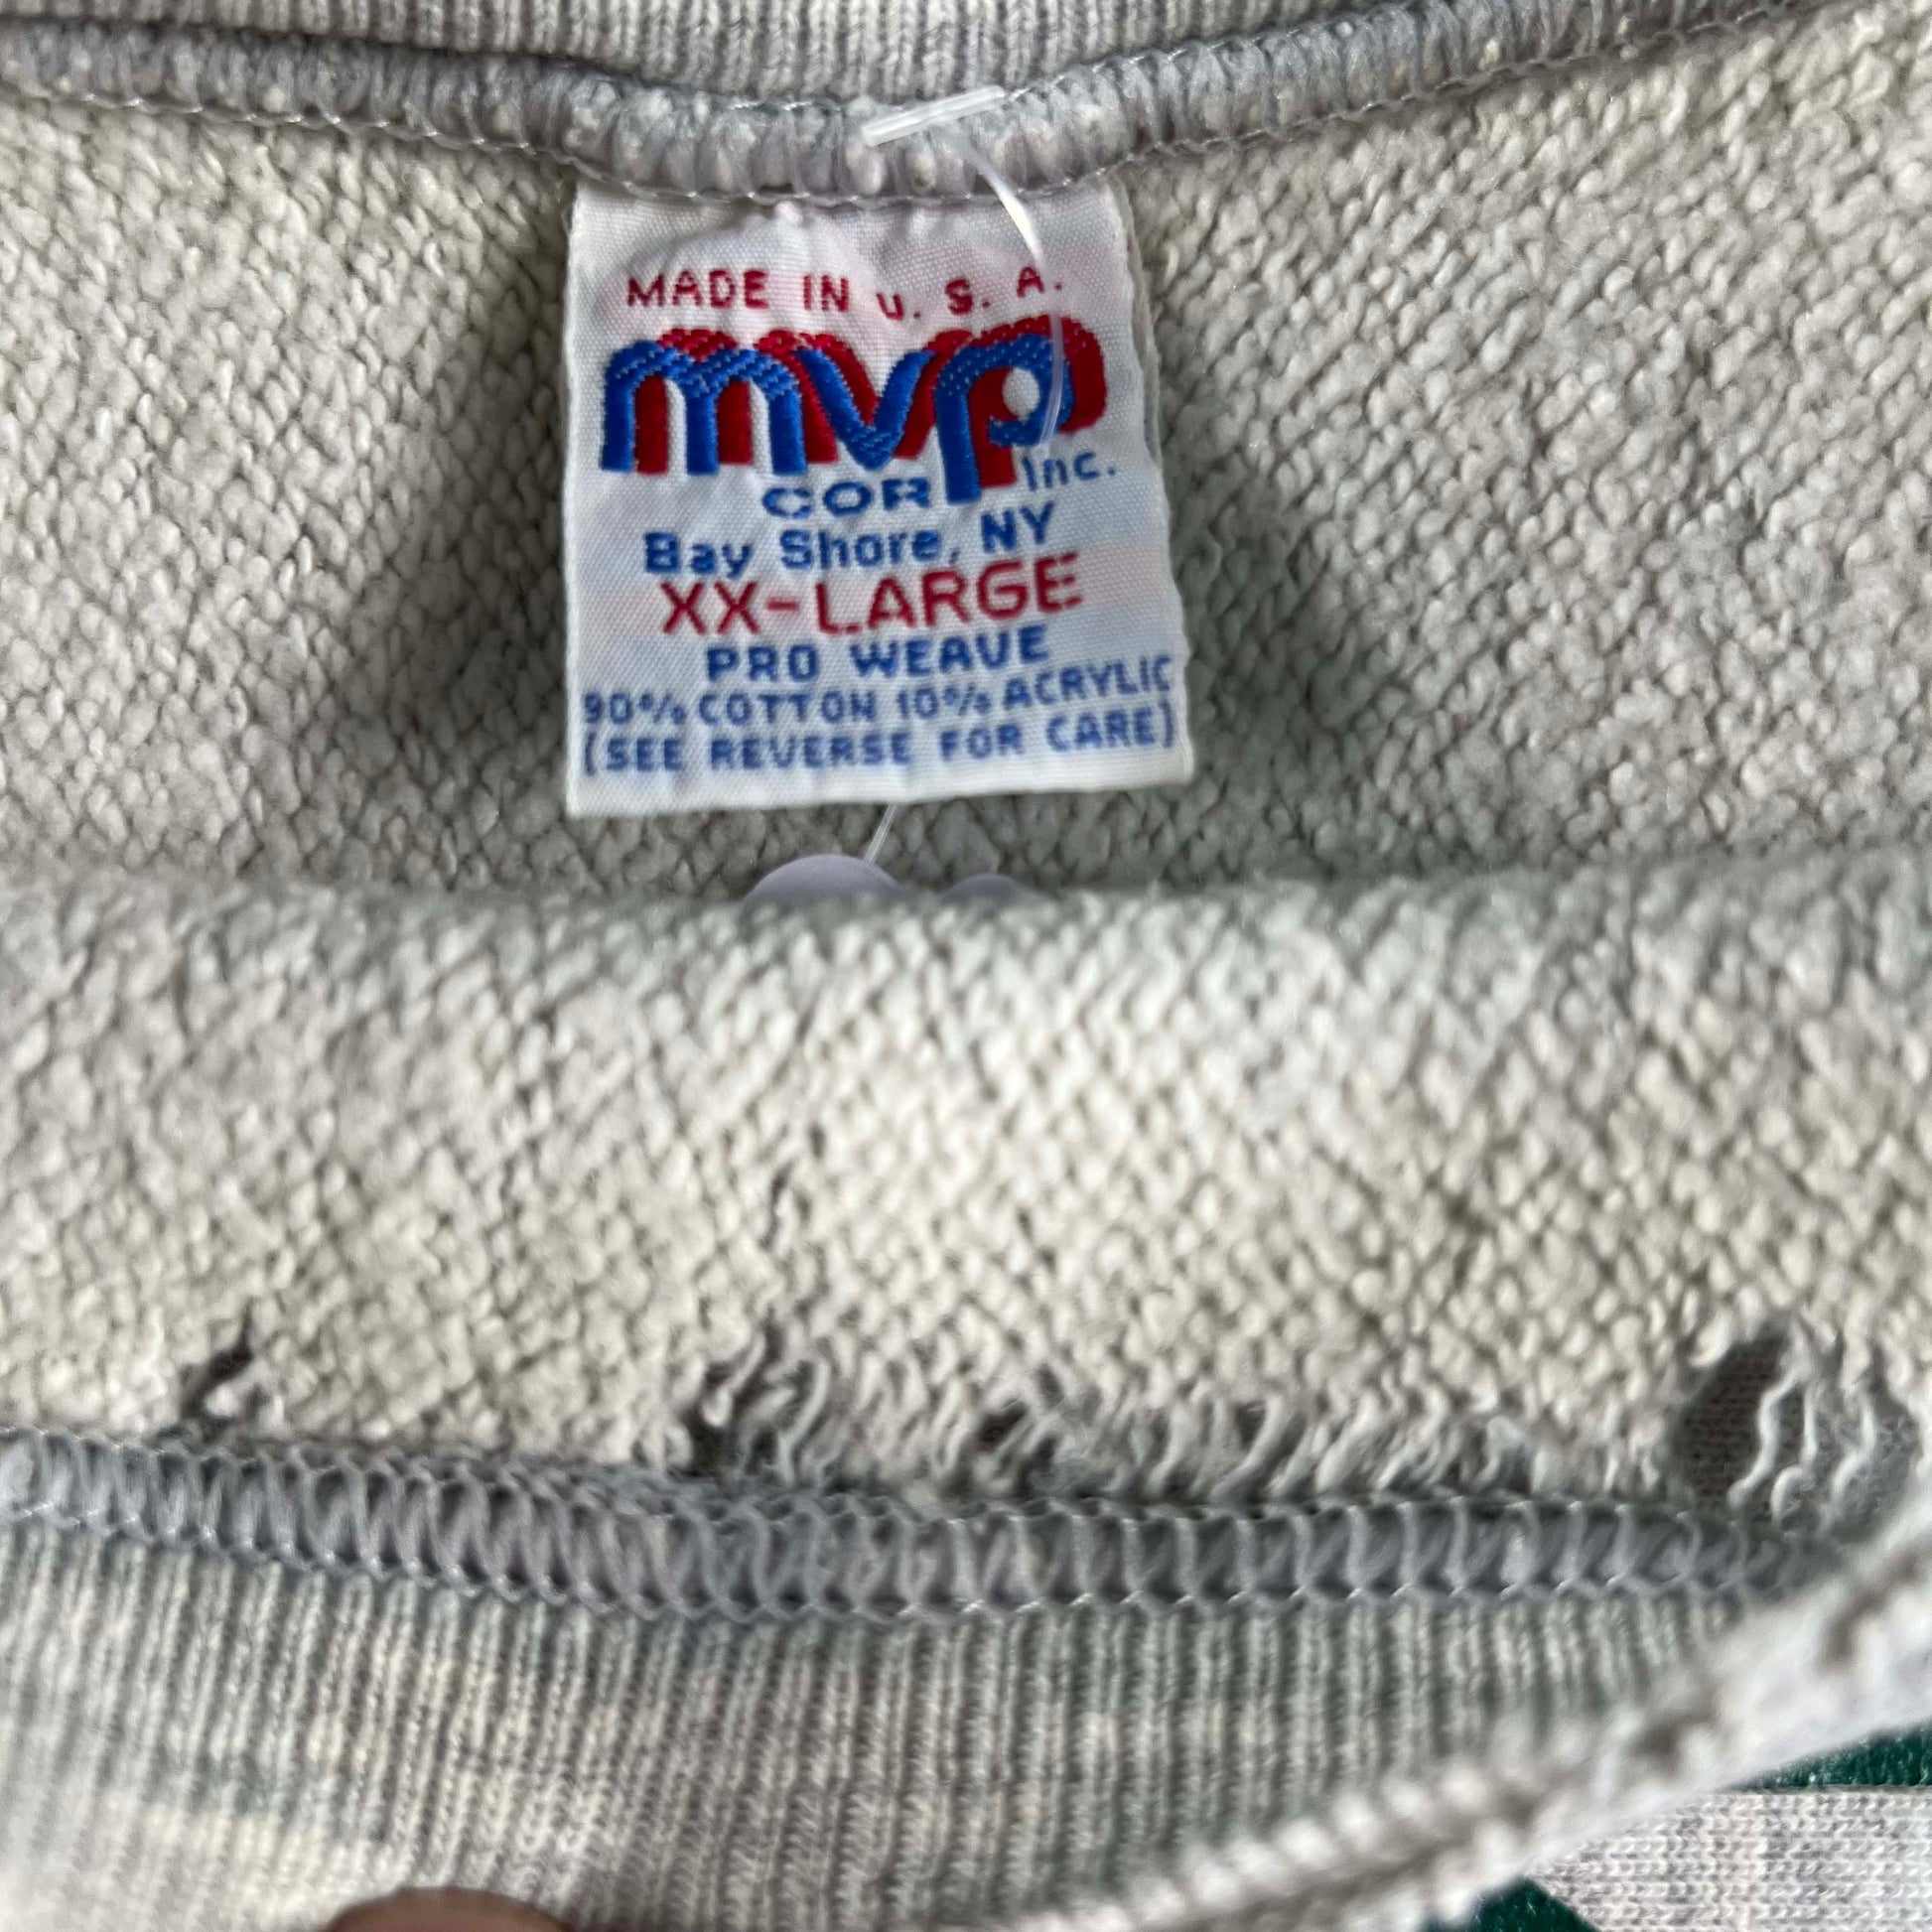 MADE IN U. S. A.
mvp
COR Inc.
Bay Shore, NY
XX-LARGE
PRO WEAVE
90% COTTON 10% ACRYLIC
(SEE REVERSE FOR CARE)